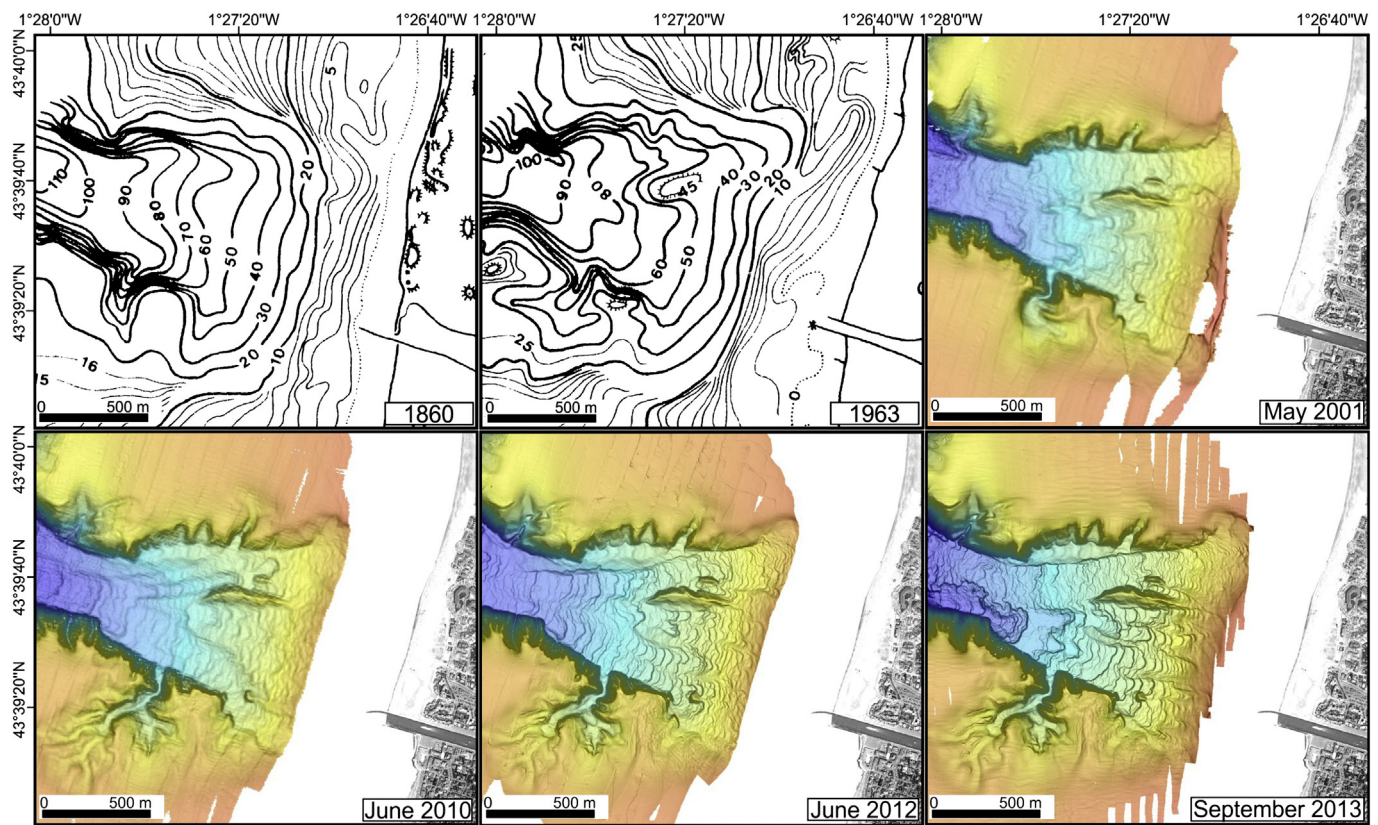 1°28'0"W 1°27'20"W 1°26'40"W 1°28'0"W 1°27'20"W 1°26'40"W 1°28'0"W 1°27'20"W 1°26'40"W
43°40'0"N
43°39'40"N
43°39'20"N
5
20
110
100
90
80
70
60
50
40
30
20
10
16
15
0 500 m
1860
25
100
90
80
45
40
30
20
10
60
50
25
0
0 500 m
1963
0 500 m
May 2001
43°40'0"N
43°39'40"N
43°39'20"N
0 500 m
June 2010
0 500 m
June 2012
0 500 m
September 2013